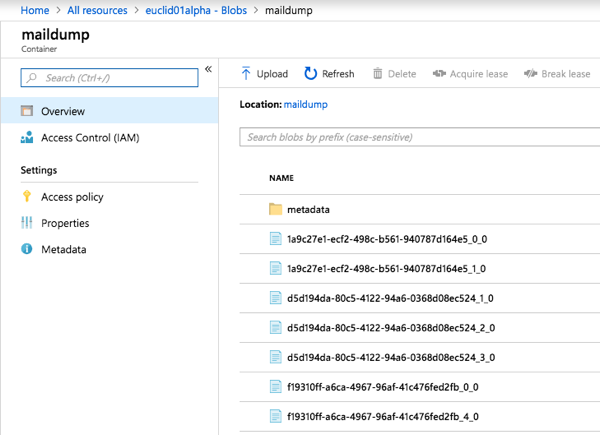 Home > All resources > euclid01alpha - Blobs > maildump
maildump
Container
Search (Ctrl+/)
«
Upload Refresh Delete Acquire lease Break lease
Overview
Location: maildump
Access Control (IAM)
Search blobs by prefix (case-sensitive)
Settings
NAME
Access policy
metadata
Properties
1a9c27e1-ecf2-498c-b561-940787d164e5_0_0
Metadata
1a9c27e1-ecf2-498c-b561-940787d164e5_1_0
d5d194da-80c5-4122-94a6-0368d08ec524_1_0
d5d194da-80c5-4122-94a6-0368d08ec524_2_0
d5d194da-80c5-4122-94a6-0368d08ec524_3_0
f19310ff-a6ca-4967-96af-41c476fed2fb_0_0
f19310ff-a6ca-4967-96af-41c476fed2fb_4_0